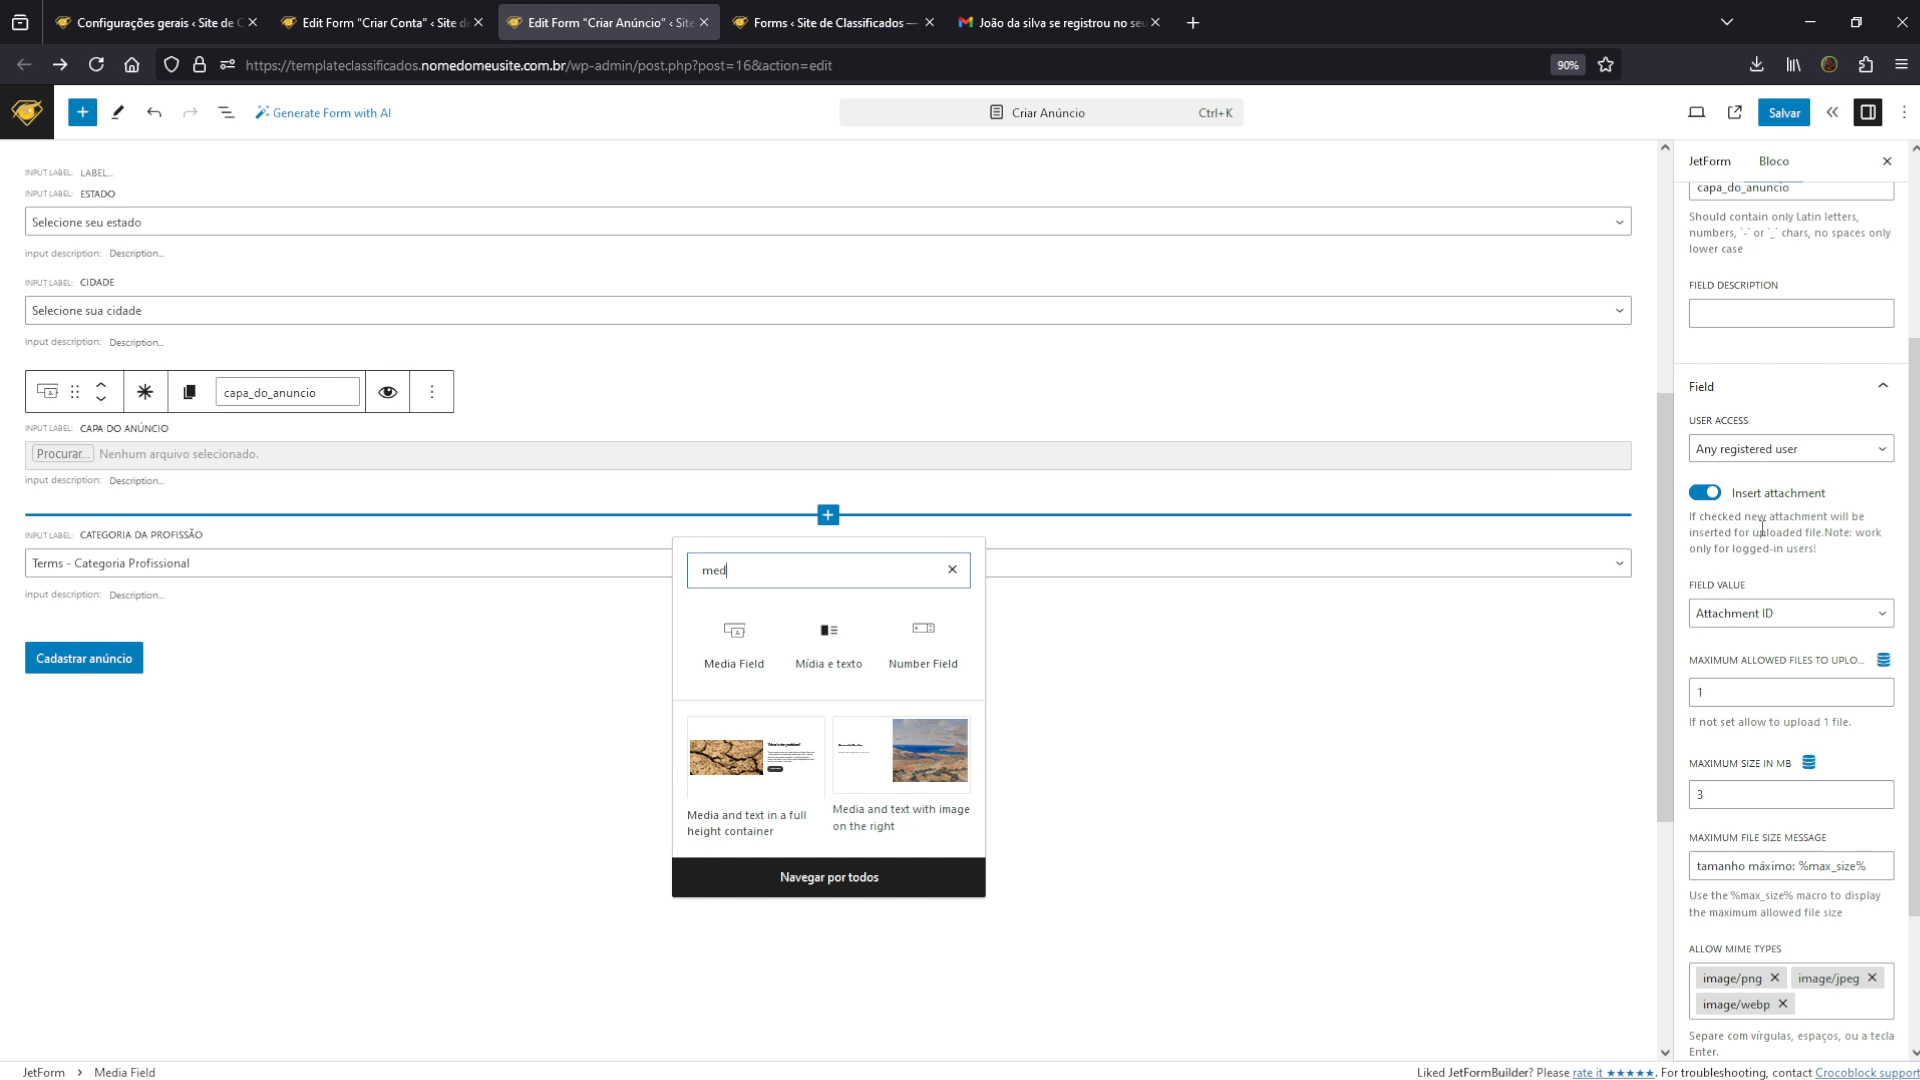 Configurações gerais ‹ Site de C
Edit Form “Criar Conta” ‹ Site de
Edit Form “Criar Anúncio” ‹ Site
Forms ‹ Site de Classificados —
João da silva se registrou no seu
https://templateclassificados.nomedomeusite.com.br/wp-admin/post.php?post=16&action=edit
90%
Generate Form with AI
Criar Anúncio
Ctrl+K
Salvar
INPUT LABEL: LABEL...
INPUT LABEL: ESTADO
Selecione seu estado
input description: Description...
INPUT LABEL: CIDADE
Selecione sua cidade
input description: Description...
capa_do_anuncio
INPUT LABEL: CAPA DO ANÚNCIO
Procurar... Nenhum arquivo selecionado.
input description: Description...
INPUT LABEL: CATEGORIA DA PROFISSÃO
Terms - Categoria Profissional
input description: Description...
Cadastrar anúncio
med
Media Field
Mídia e texto
Number Field
Media and text in a full
height container
Media and text with image
on the right
Navegar por todos
JetForm
Bloco
capa_do_anuncio
Should contain only Latin letters,
numbers, `-` or `_` chars, no spaces only
lower case
FIELD DESCRIPTION
Field
USER ACCESS
Any registered user
Insert attachment
If checked new attachment will be
inserted for uploaded file.Note: work
only for logged-in users!
FIELD VALUE
Attachment ID
MAXIMUM ALLOWED FILES TO UPLO...
1
If not set allow to upload 1 file.
MAXIMUM SIZE IN MB
3
MAXIMUM FILE SIZE MESSAGE
tamanho máximo: %max_size%
Use the %max_size% macro to display
the maximum allowed file size
ALLOW MIME TYPES
image/png
image/jpeg
image/webp
Separe com vírgulas, espaços, ou a tecla
Enter.
JetForm › Media Field
Liked JetFormBuilder? Please rate it ★★★★★. For troubleshooting, contact Crocoblock support